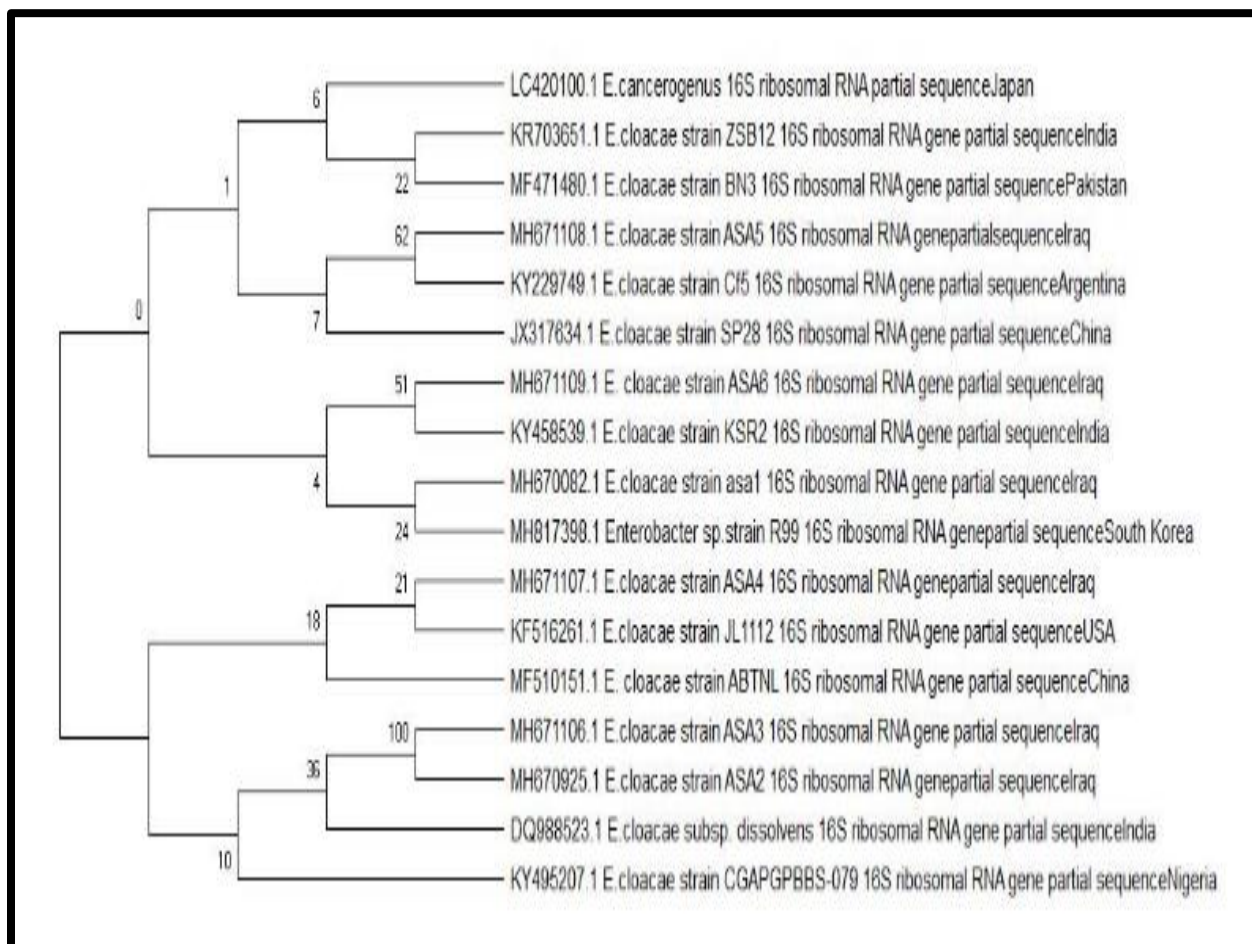 LC420100.1 E.cancerogenus 16S ribosomal RNA partial sequenceJapan
6
KR703651.1 E.cloacae strain ZSB12 16S ribosomal RNA gene partial sequenceIndia
1
22
MF471480.1 E.cloacae strain BN3 16S ribosomal RNA gene partial sequencePakistan
62
MH671108.1 E.cloacae strain ASA5 16S ribosomal RNA genepartialsequenceIraq
KY229749.1 E.cloacae strain Cf5 16S ribosomal RNA gene partial sequenceArgentina
0
7
JX317634.1 E.cloacae strain SP28 16S ribosomal RNA gene partial sequenceChina
51
MH671109.1 E. cloacae strain ASA6 16S ribosomal RNA gene partial sequenceIraq
KY458539.1 E.cloacae strain KSR2 16S ribosomal RNA gene partial sequenceIndia
4
MH670082.1 E.cloacae strain asa1 16S ribosomal RNA gene partial sequenceIraq
24
MH817398.1 Enterobacter sp.strain R99 16S ribosomal RNA genepartial sequenceSouth Korea
21
MH671107.1 E.cloacae strain ASA4 16S ribosomal RNA genepartial sequenceIraq
18
KF516261.1 E.cloacae strain JL1112 16S ribosomal RNA gene partial sequenceUSA
MF510151.1 E. cloacae strain ABTNL 16S ribosomal RNA gene partial sequenceChina
100
MH671106.1 E.cloacae strain ASA3 16S ribosomal RNA gene partial sequenceIraq
36
MH670925.1 E.cloacae strain ASA2 16S ribosomal RNA genepartial sequenceIraq
DQ988523.1 E.cloacae subsp. dissolvens 16S ribosomal RNA gene partial sequenceIndia
10
KY495207.1 E.cloacae strain CGAPGPBBS-079 16S ribosomal RNA gene partial sequenceNigeria